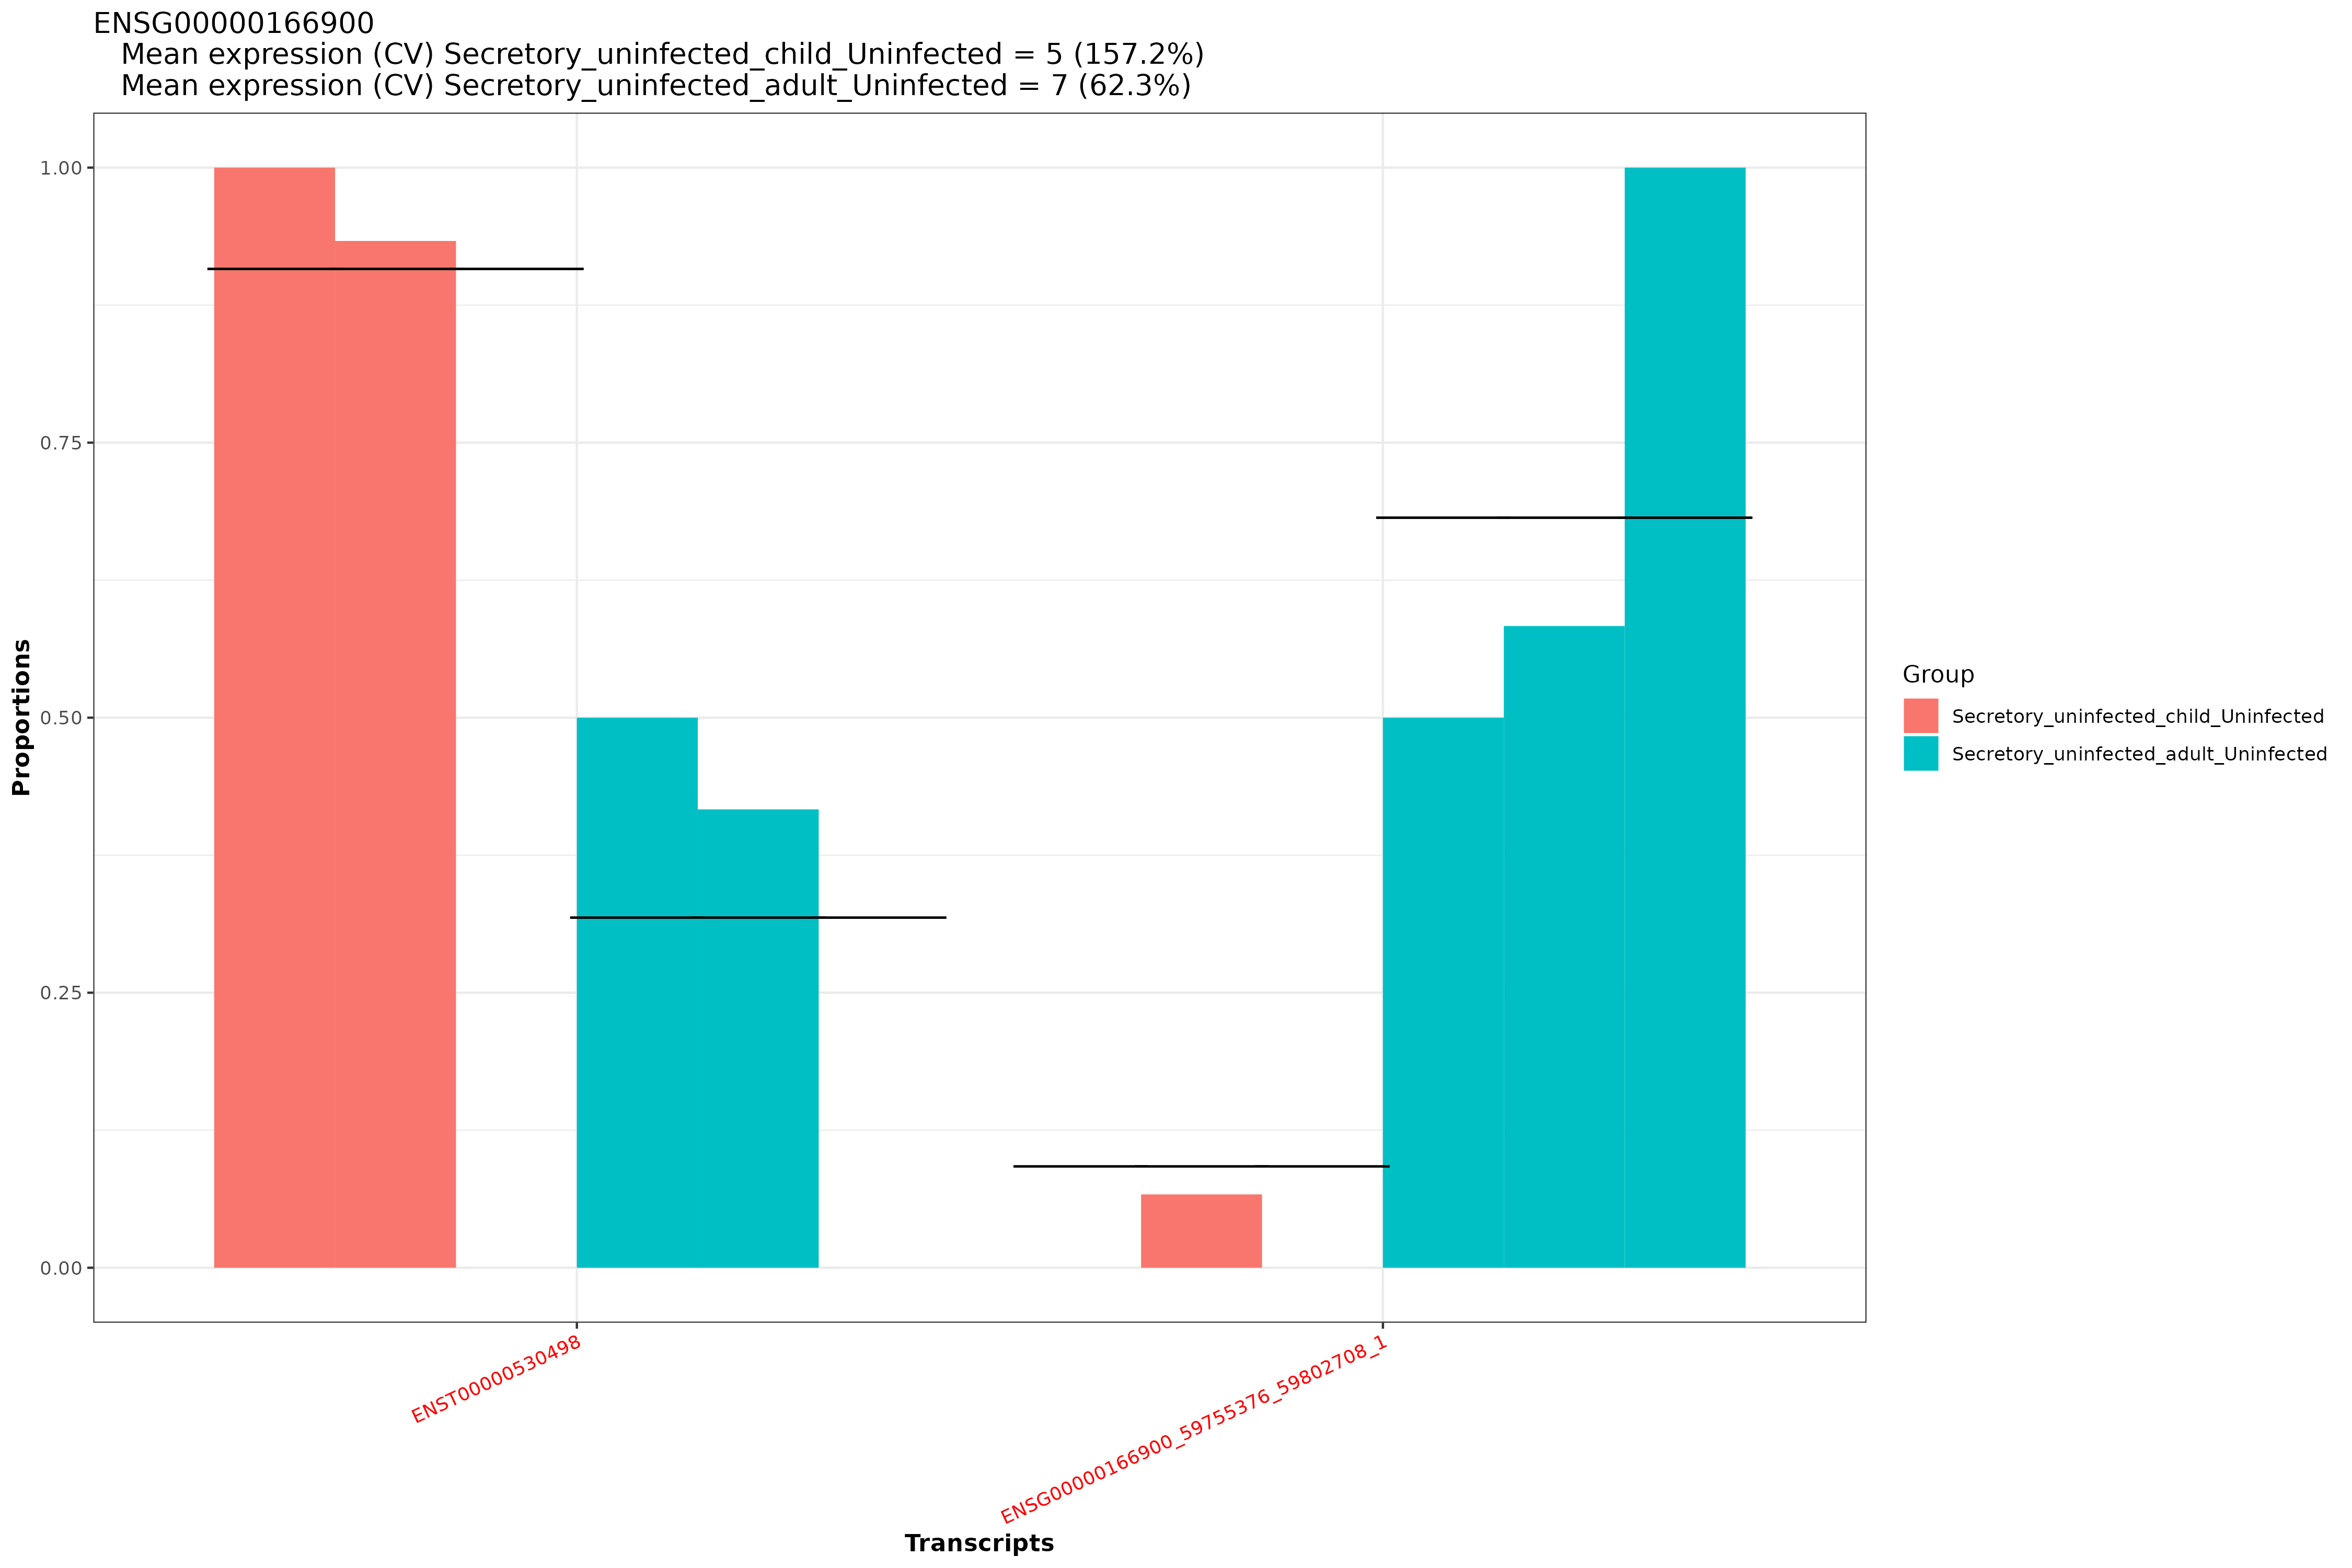 ENSG00000166900
Mean expression (CV) Secretory_uninfected_child_Uninfected = 5 (157.2%)
Mean expression (CV) Secretory_uninfected_adult_Uninfected = 7 (62.3%)
1.00
0.75
0.50
0.25
0.00
Proportions
ENST00000530498
ENSG00000166900_59755376_59802708_1
Transcripts
Group
Secretory_uninfected_child_Uninfected
Secretory_uninfected_adult_Uninfected